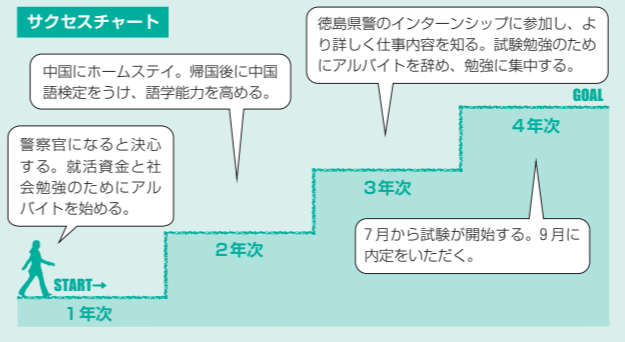 サクセスチャート
徳島県警のインターンシップに参加し、よ
り詳しく仕事内容を知る。試験勉強のため
にアルバイトを辞め、勉強に集中する。
中国にホームステイ。帰国後に中国
語検定をうけ、語学能力を高める。
GOAL
4年次
警察官になると決心
する。就活資金と社
会勉強のためにアル
バイトを始める。
3年次
7月から試験が開始する。9月に
内定をいただく。
2年次
START→
1年次